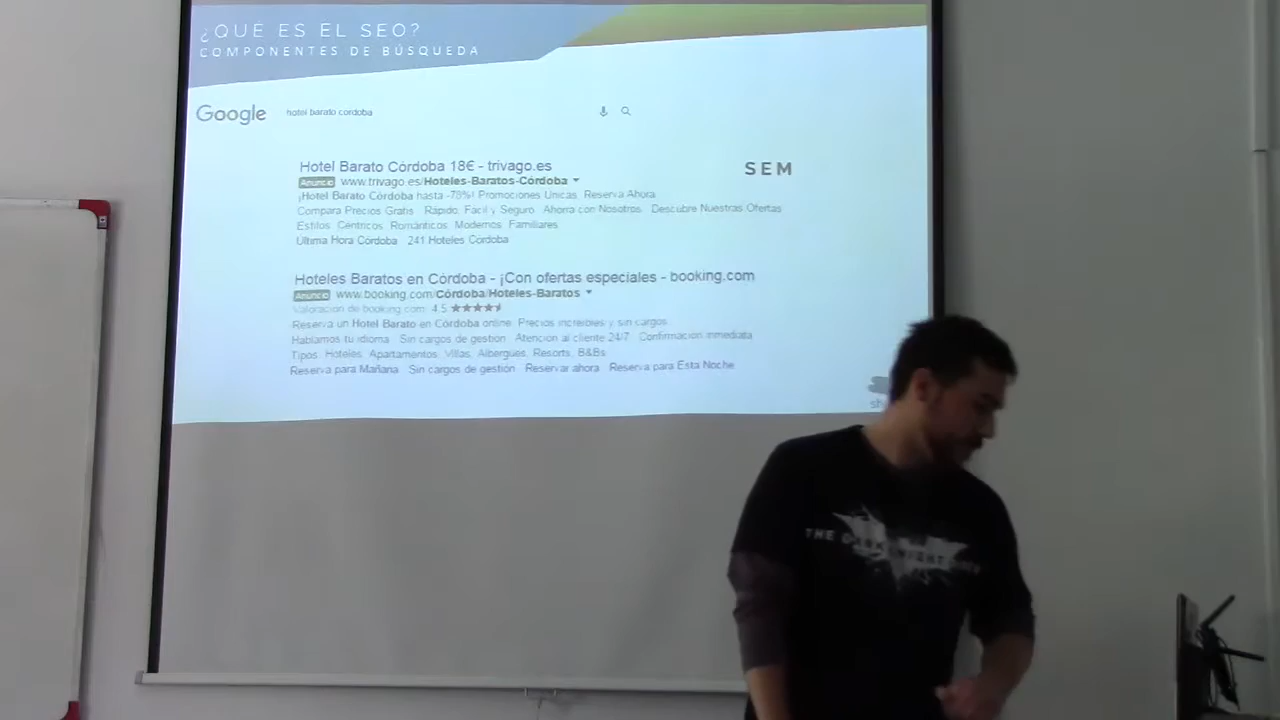 ¿QUÉ ES EL SEO?
COMPONENTES DE BÚSQUEDA
Google hotel barato cordoba
Hotel Barato Córdoba 18€ - trivago.es
SEM
Anuncio www.trivago.es/Hoteles-Baratos-Córdoba
¡Hotel Barato Córdoba hasta -78%! Promociones Únicas Reserva Ahora
Compara Precios Gratis Rápido, Fácil y Seguro Ahorra con Nosotros Descubre Nuestras Ofertas
Estilos: Céntricos, Románticos, Modernos, Familiares
Última Hora Córdoba 241 Hoteles Cordoba
Hoteles Baratos en Córdoba - ¡Con ofertas especiales - booking.com
Anuncio www.booking.com/Córdoba/Hoteles-Baratos
Valoración de booking.com: 4,5 ★★★★★
Reserva un Hotel Barato en Córdoba online. Precios increíbles y sin cargos.
Hablamos tu idioma Sin cargos de gestión Atención al cliente 24/7 Confirmación inmediata
Tipos: Hoteles, Apartamentos, Villas, Albergues, Resorts, B&Bs
Reserva para Mañana Sin cargos de gestión Reservar ahora Reserva para Esta Noche
sh
THE DARK KNIGHT